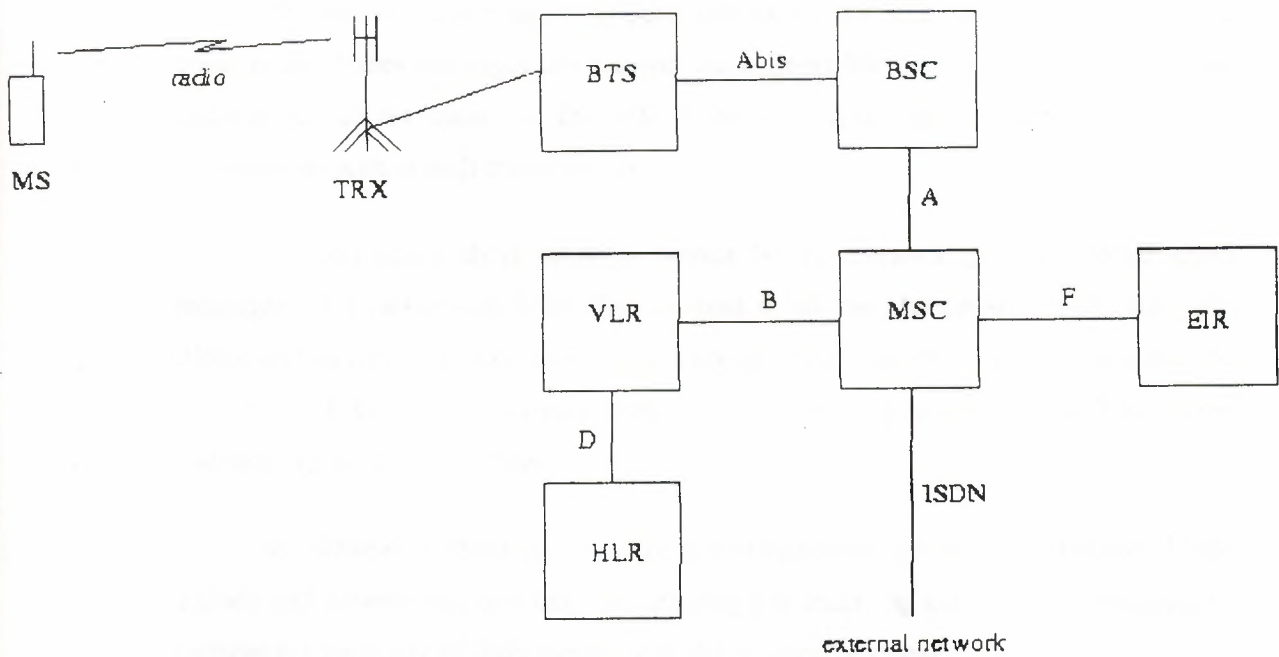 radio
MS
TRX
BTS
Abis
BSC
A
VLR
B
MSC
F
EIR
D
HLR
ISDN
external network